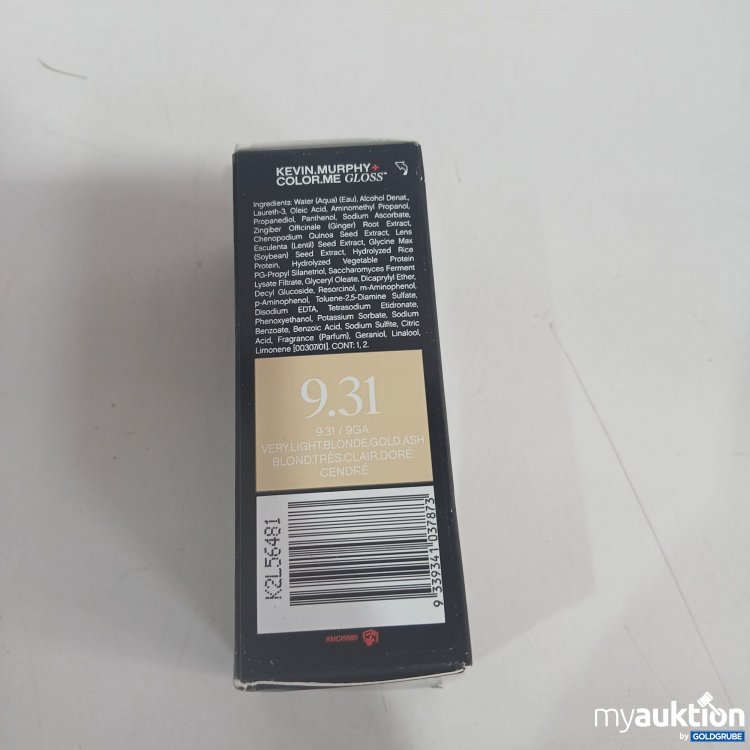 KEVIN.MURPHY+
COLOR.ME GLOSS™
Ingredients: Water (Aqua) (Eau), Alcohol Denat.,
Laureth-3, Oleic Acid, Aminomethyl Propanol,
Propanediol, Panthenol, Sodium Ascorbate,
Zingiber Officinale (Ginger) Root Extract,
Chenopodium Quinoa Seed Extract, Lens
Esculenta (Lentil) Seed Extract, Glycine Max
(Soybean) Seed Extract, Hydrolyzed Rice
Protein, Hydrolyzed Vegetable Protein
PG-Propyl Silanetriol, Saccharomyces Ferment
Lysate Filtrate, Glyceryl Oleate, Dicaprylyl Ether,
Decyl Glucoside, Resorcinol, m-Aminophenol,
p-Aminophenol, Toluene-2,5-Diamine Sulfate,
Disodium EDTA, Tetrasodium Etidronate,
Phenoxyethanol, Potassium Sorbate, Sodium
Benzoate, Benzoic Acid, Sodium Sulfite, Citric
Acid, Fragrance (Parfum), Geraniol, Linalool,
Limonene [00307/01]. CONT: 1, 2.
9.31
9.31 / 9GA
VERY.LIGHT.BLONDE.GOLD.ASH
BLOND.TRÈS.CLAIR.DORÉ.
CENDRÉ
K2L56481
9 339341 037873
myauktion
by GOLDGRUBE